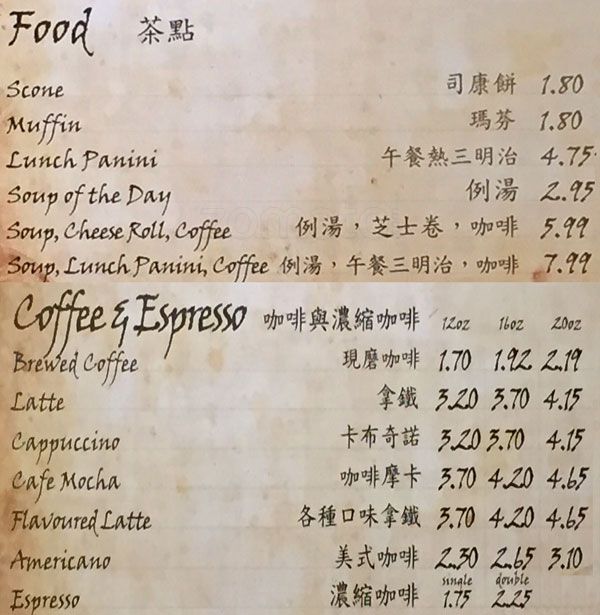 Food 茶點
Scone 司康餅 1.80
Muffin 瑪芬 1.80
Lunch Panini 午餐熱三明治 4.75
Soup of the Day 例湯 2.95
Soup, Cheese Roll, Coffee 例湯，芝士卷，咖啡 5.99
Soup, Lunch Panini, Coffee 例湯，午餐三明治，咖啡 7.99
Coffee & Espresso 咖啡與濃縮咖啡 12oz 16oz 20oz
Brewed Coffee 現磨咖啡 1.70 1.92 2.19
Latte 拿鐵 3.20 3.70 4.15
Cappuccino 卡布奇諾 3.20 3.70 4.15
Cafe Mocha 咖啡摩卡 3.70 4.20 4.65
Flavoured Latte 各種口味拿鐵 3.70 4.20 4.65
Americano 美式咖啡 2.30 2.65 3.10
single double
Espresso 濃縮咖啡 1.75 2.25